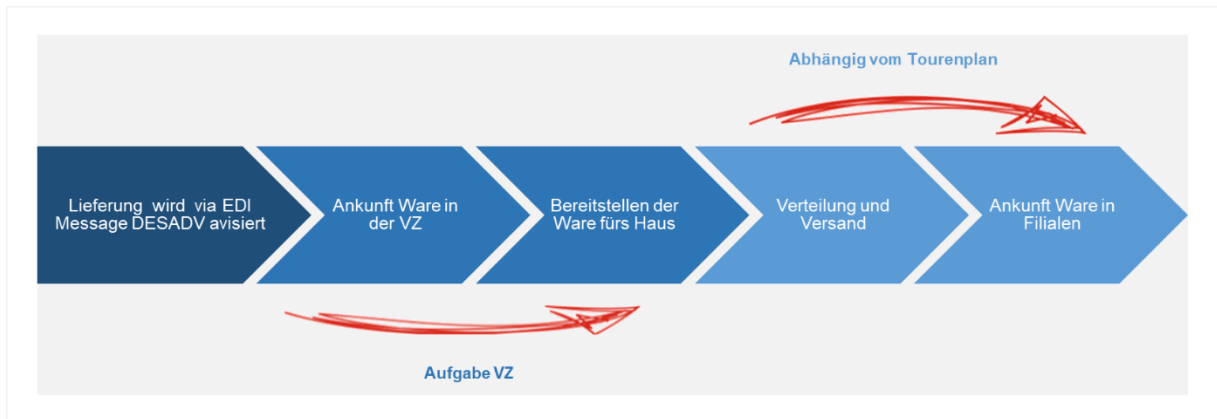 Abhängig vom Tourenplan
Lieferung wird via EDI
Message DESADV avisiert
Ankunft Ware in
der VZ
Bereitstellen der
Ware fürs Haus
Verteilung und
Versand
Ankunft Ware in
Filialen
Aufgabe VZ